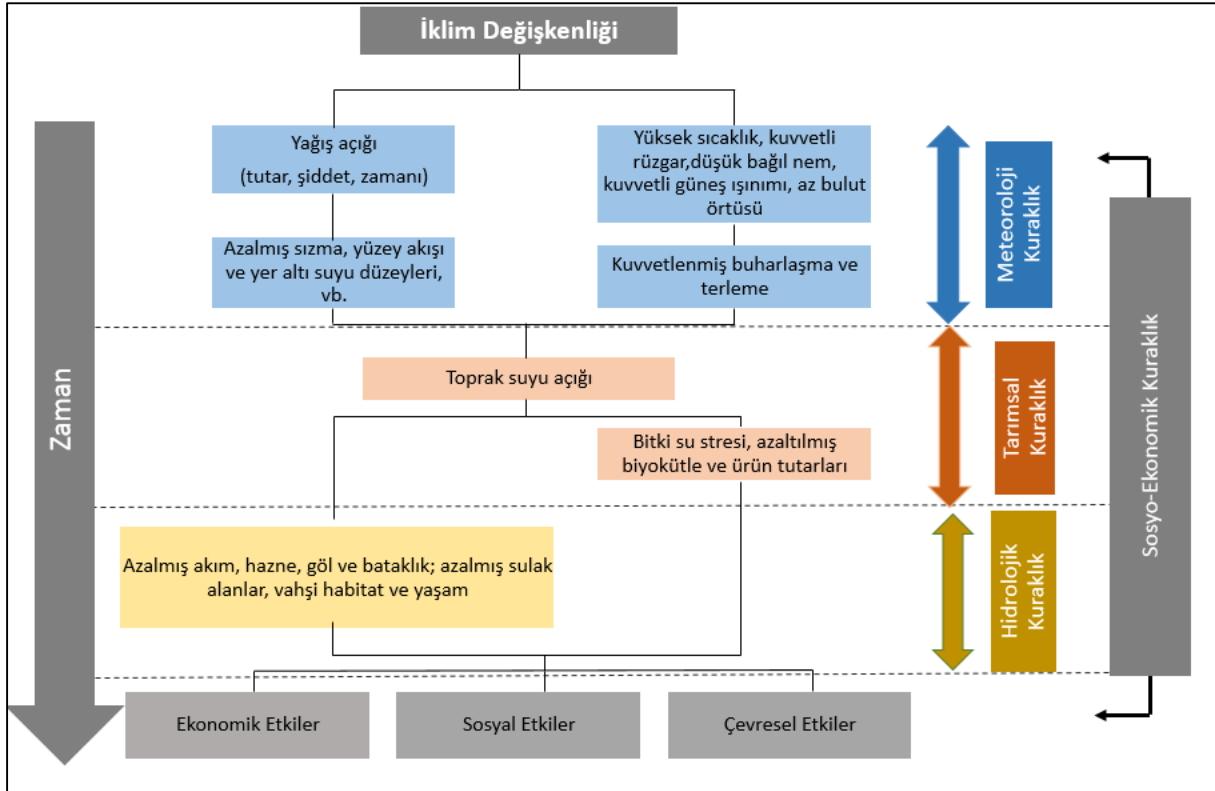 İklim Değişkenliği
Zaman
Yağış açığı
(tutar, şiddet, zamanı)
Yüksek sıcaklık, kuvvetli
rüzgar,düşük bağıl nem,
kuvvetli güneş ışınımı, az bulut
örtüsü
Azalmış sızma, yüzey akışı
ve yer altı suyu düzeyleri,
vb.
Kuvvetlenmiş buharlaşma ve
terleme
Meteoroloji
Kuraklık
Toprak suyu açığı
Bitki su stresi, azaltılmış
biyokütle ve ürün tutarları
Tarımsal
Kuraklık
Azalmış akım, hazne, göl ve bataklık; azalmış sulak
alanlar, vahşi habitat ve yaşam
Hidrolojik
Kuraklık
Sosyo-Ekonomik Kuraklık
Ekonomik Etkiler
Sosyal Etkiler
Çevresel Etkiler